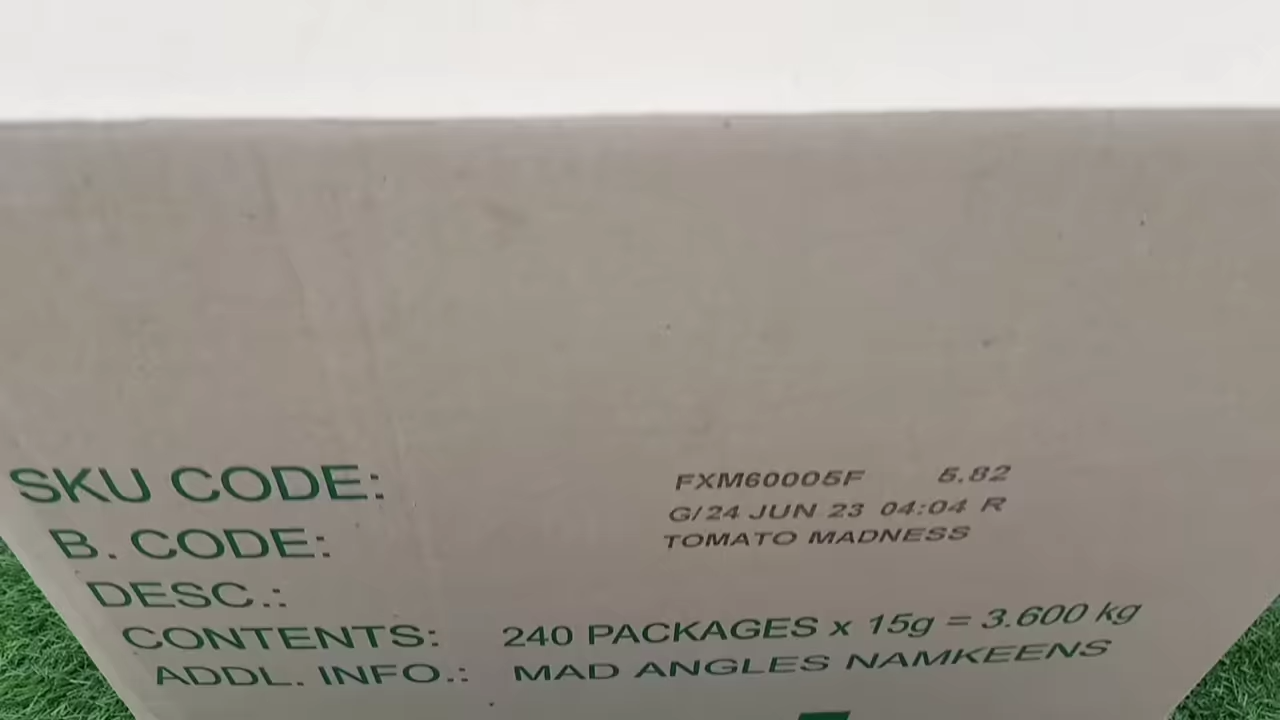 SKU CODE: FXM60005F 5.82
B. CODE: G/24 JUN 23 04:04 R
DESC.: TOMATO MADNESS
CONTENTS: 240 PACKAGES x 15g = 3.600 kg
ADDL. INFO.: MAD ANGLES NAMKEENS